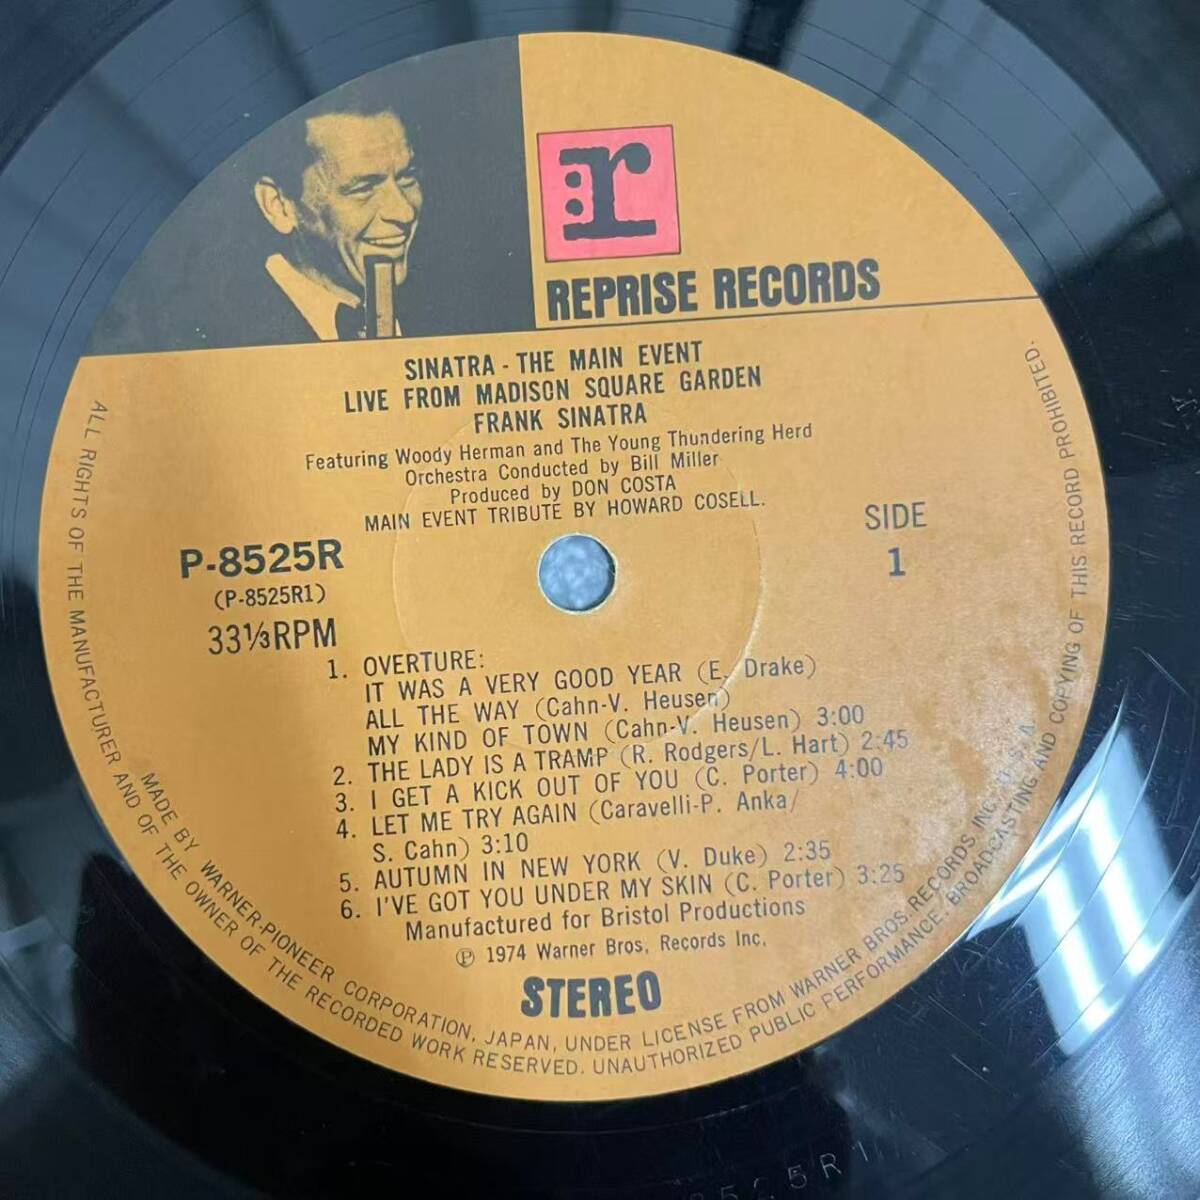 r
REPRISE RECORDS
SINATRA - THE MAIN EVENT
LIVE FROM MADISON SQUARE GARDEN
FRANK SINATRA
Featuring Woody Herman and The Young Thundering Herd
Orchestra Conducted by Bill Miller
Produced by DON COSTA
MAIN EVENT TRIBUTE BY HOWARD COSELL.
P-8525R
(P-8525R1)
33⅓RPM
SIDE
1
1. OVERTURE:
IT WAS A VERY GOOD YEAR (E. Drake)
ALL THE WAY (Cahn-V. Heusen)
MY KIND OF TOWN (Cahn-V. Heusen) 3:00
2. THE LADY IS A TRAMP (R. Rodgers/L. Hart) 2:45
3. I GET A KICK OUT OF YOU (C. Porter) 4:00
4. LET ME TRY AGAIN (Caravelli-P. Anka/
S. Cahn) 3:10
5. AUTUMN IN NEW YORK (V. Duke) 2:35
6. I'VE GOT YOU UNDER MY SKIN (C. Porter) 3:25
Manufactured for Bristol Productions
℗ 1974 Warner Bros. Records Inc.
STEREO
MADE BY WARNER-PIONEER CORPORATION, JAPAN, UNDER LICENSE FROM WARNER BROS. RECORDS INC. U. S. A.
ALL RIGHTS OF THE MANUFACTURER AND OF THE OWNER OF THE RECORDED WORK RESERVED. UNAUTHORIZED PUBLIC PERFORMANCE, BROADCASTING AND COPYING OF THIS RECORD PROHIBITED.